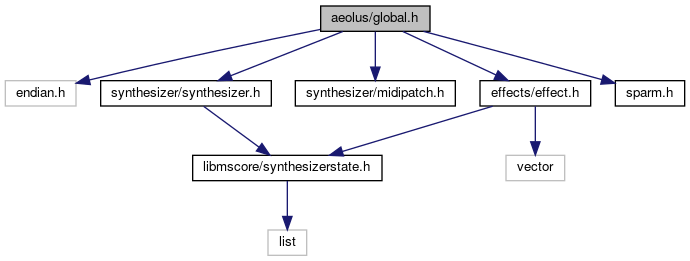 aeolus/global.h
endian.h
synthesizer/synthesizer.h
synthesizer/midipatch.h
effects/effect.h
sparm.h
libmscore/synthesizerstate.h
vector
list